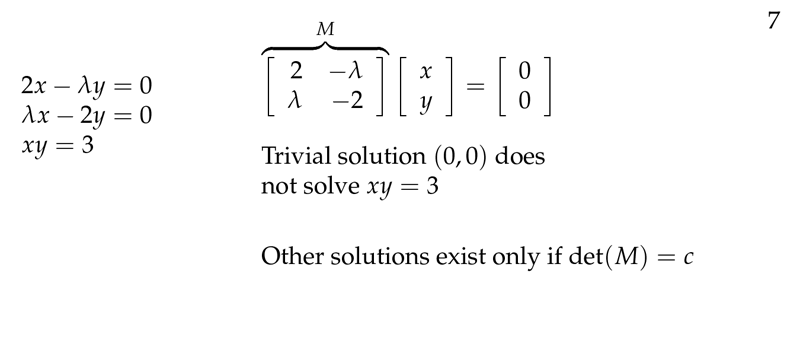 7
2x − λy = 0
λx − 2y = 0
xy = 3
M
[ 2 −λ ] [ x ] = [ 0 ]
[ λ −2 ] [ y ] [ 0 ]
Trivial solution (0, 0) does
not solve xy = 3
Other solutions exist only if det(M) = c